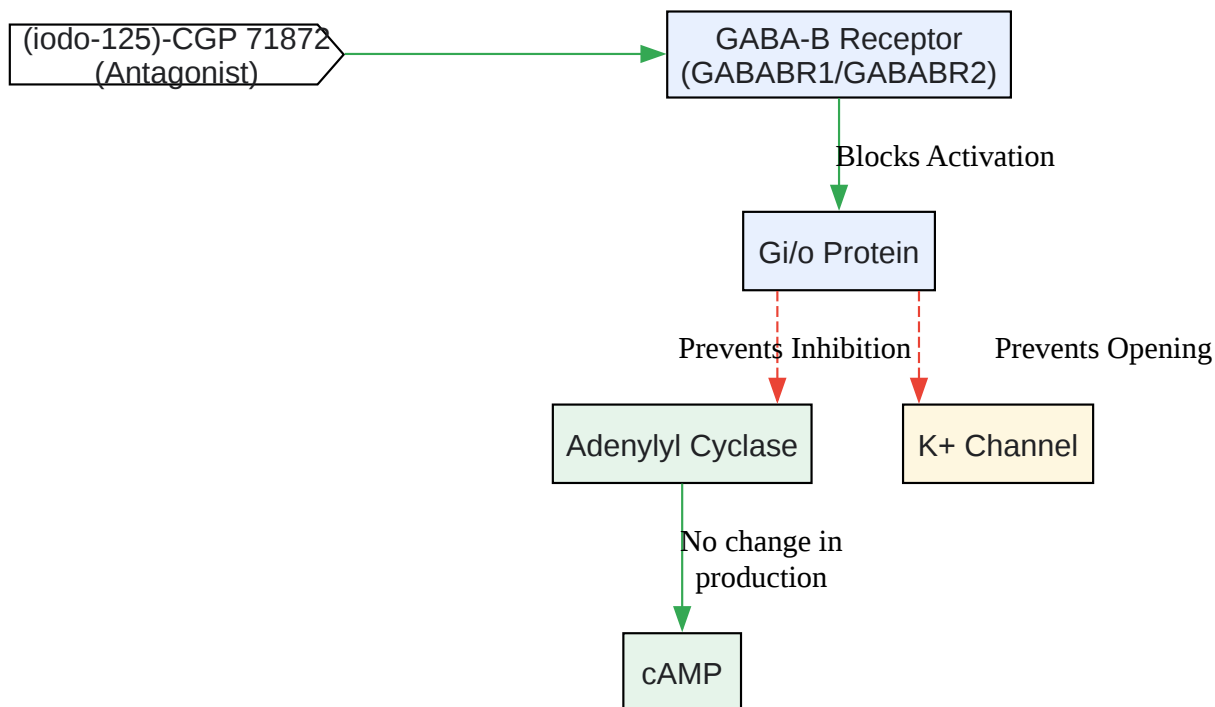 (iodo-125)-CGP 71872
(Antagonist)
GABA-B Receptor
(GABABR1/GABABR2)
Blocks Activation
Gi/o Protein
Prevents Inhibition
Prevents Opening
Adenylyl Cyclase
K+ Channel
No change in
production
cAMP